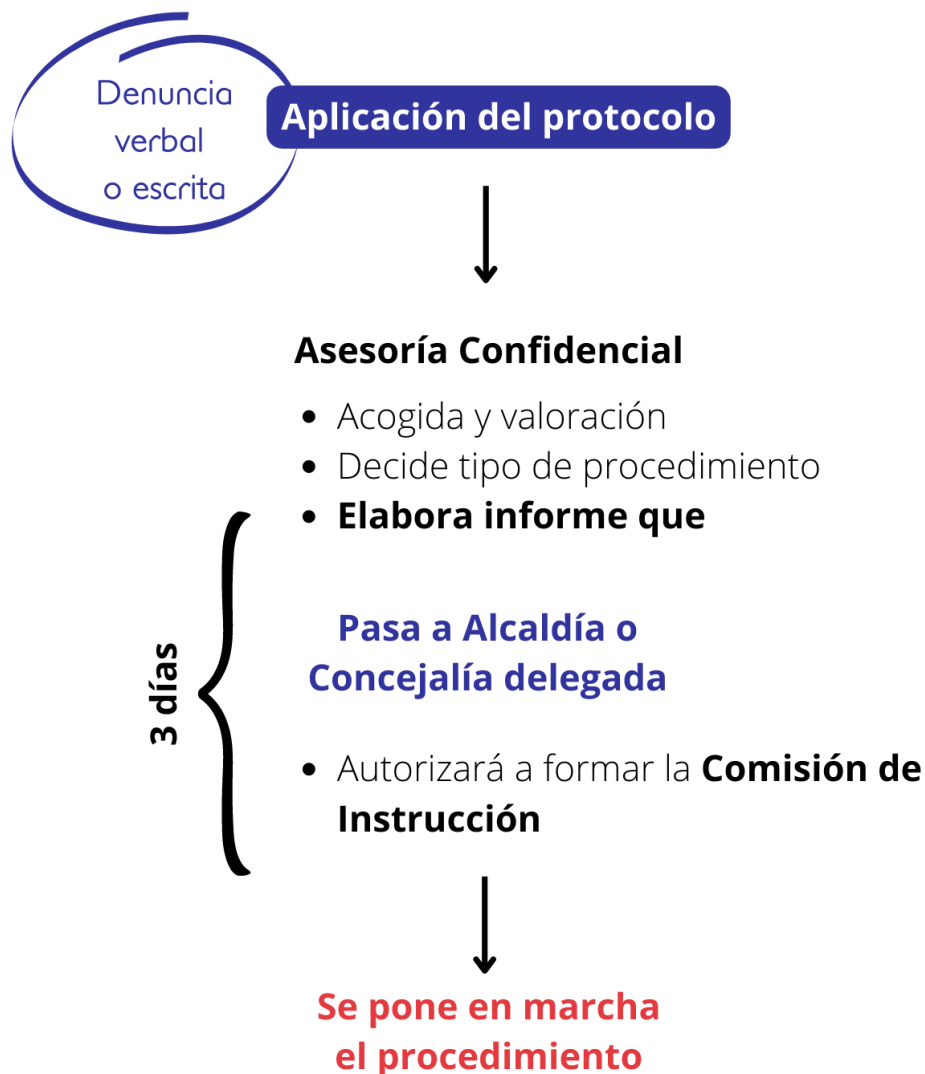 Denuncia
verbal
o escrita
Aplicación del protocolo
Asesoría Confidencial
• Acogida y valoración
• Decide tipo de procedimiento
• Elabora informe que
3 días
Pasa a Alcaldía o
Concejalía delegada
• Autorizará a formar la Comisión de
Instrucción
Se pone en marcha
el procedimiento